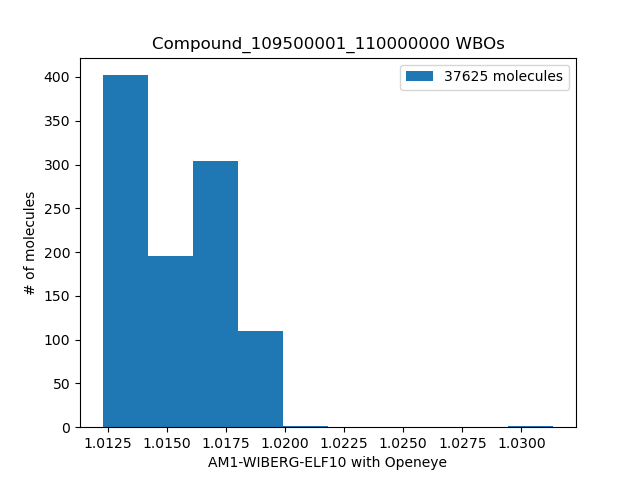 Compound_109500001_110000000 WBOs
37625 molecules
# of molecules
400
350
300
250
200
150
100
50
0
1.0125 1.0150 1.0175 1.0200 1.0225 1.0250 1.0275 1.0300
AM1-WIBERG-ELF10 with Openeye